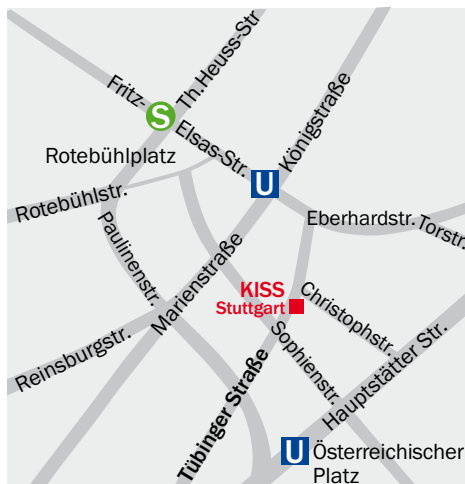 Fritz-
Elsas-Str.
Th.Heuss-Str
S
Rotebühlplatz
Königstraße
U
Rotebühlstr.
Paulinenstr.
Marienstraße
Eberhardstr.
Torstr.
KISS
Stuttgart
Christophstr.
Sophienstr.
Reinsburgstr.
Tübinger Straße
Hauptstätter Str.
U
Österreichischer
Platz